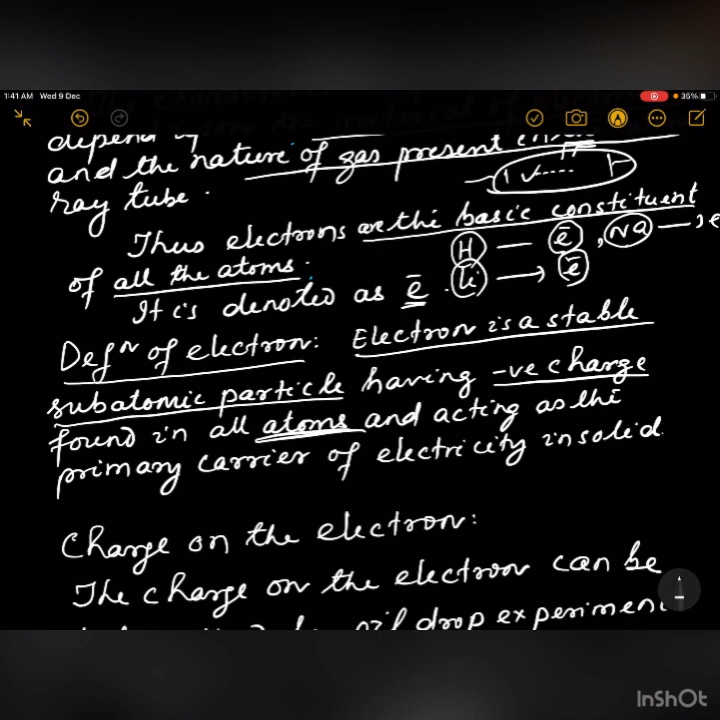 1:41 AM Wed 9 Dec
36%
depend
and the nature of gas present
ray tube.
Thus electrons are the basic constituent
of all the atoms.
H — ē, Na — e
It is denoted as ē. Li → ē
Defⁿ of electron: Electron is a stable
subatomic particle having -ve charge
found in all atoms and acting as the
primary carrier of electricity in solid.
Charge on the electron:
The charge on the electron can be
oil drop experiment
InShOt